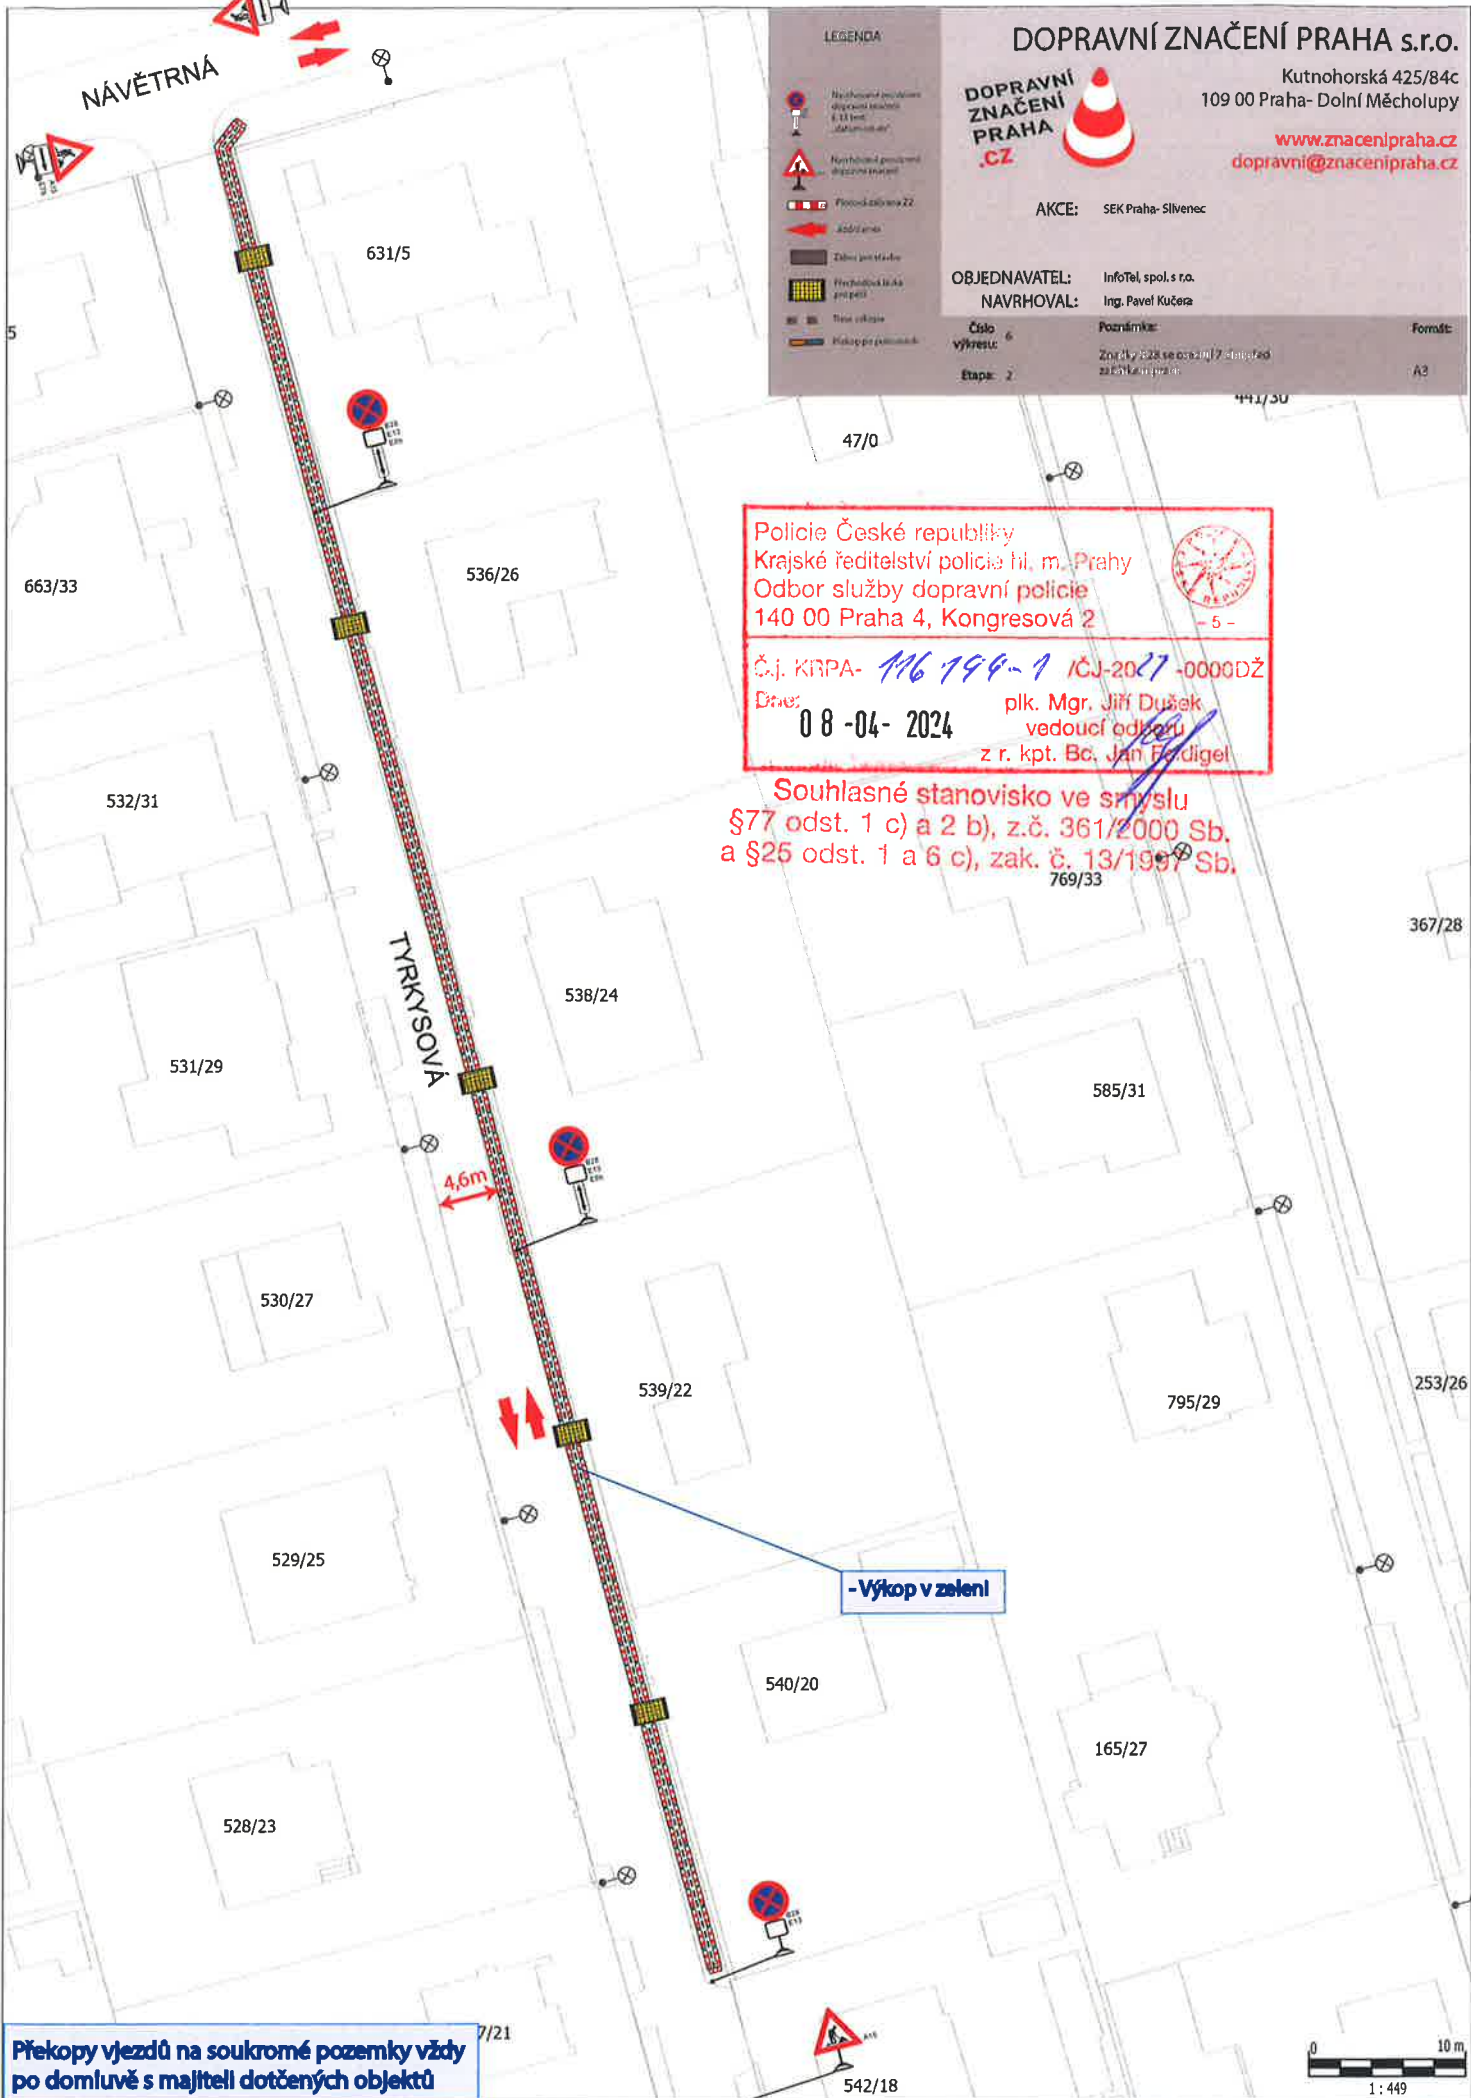 NÁVĚTRNÁ
LEGENDA
DOPRAVNÍ ZNAČENÍ PRAHA s.r.o.
Kutnohorská 425/84c
109 00 Praha- Dolní Měcholupy
www.znacenipraha.cz
dopravni@znacenipraha.cz
DOPRAVNÍ
ZNAČENÍ
PRAHA
.CZ
AKCE: SEK Praha- Slivenec
OBJEDNAVATEL: InfoTel, spol. s r.o.
NAVRHOVAL: Ing. Pavel Kučera
Číslo výkresu: 6
Poznámka:
Formát:
Etapa: 2
A3
631/5
5
441/30
47/0
663/33
536/26
Policie České republiky
Krajské ředitelství policie hl. m. Prahy
Odbor služby dopravní policie
140 00 Praha 4, Kongresová 2
- 5 -
Č.j. KRPA- /ČJ-20 -0000DŽ
Dne: 08 -04- 2024
plk. Mgr. Jiří Dušek
vedoucí odboru
z r. kpt. Bc. Jan
Souhlasné stanovisko ve smyslu
§77 odst. 1 c) a 2 b), z.č. 361/2000 Sb.
a §25 odst. 1 a 6 c), zak. č. 13/1997 Sb.
532/31
769/33
367/28
TYRKYSOVÁ
538/24
531/29
585/31
4,6m
530/27
539/22
795/29
253/26
529/25
- Výkop v zeleni
540/20
165/27
528/23
7/21
542/18
Překopy vjezdů na soukromé pozemky vždy
po domluvě s majiteli dotčených objektů
0 10 m
1 : 449